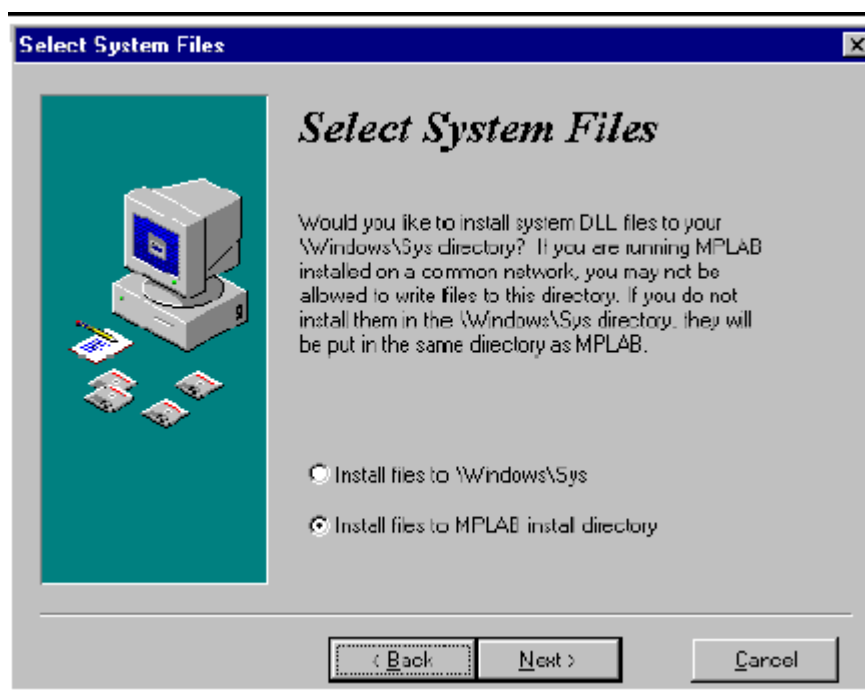 Select System Files
Select System Files
Would you like to install system DLL files to your
\Windows\Sys directory? If you are running MPLAB
installed on a common network, you may not be
allowed to write files to this directory. If you do not
install them in the \Windows\Sys directory, they will
be put in the same directory as MPLAB.
Install files to \Windows\Sys
Install files to MPLAB install directory
< Back
Next >
Cancel